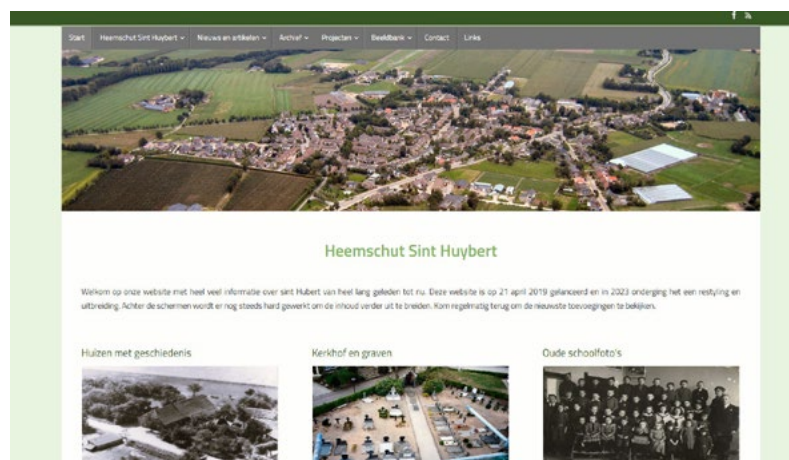 Start Heemschut Sint Huybert Nieuws en artikelen Archief Projecten Beeldbank Contact Links
Heemschut Sint Huybert
Welkom op onze website met heel veel informatie over sint Hubert van heel lang geleden tot nu. Deze website is op 21 april 2019 gelanceerd en in 2023 onderging het een restyling en
uitbreiding. Achter de schermen wordt er nog steeds hard gewerkt om de inhoud verder uit te breiden. Kom regelmatig terug om de nieuwste toevoegingen te bekijken.
Huizen met geschiedenis Kerkhof en graven Oude schoolfoto's